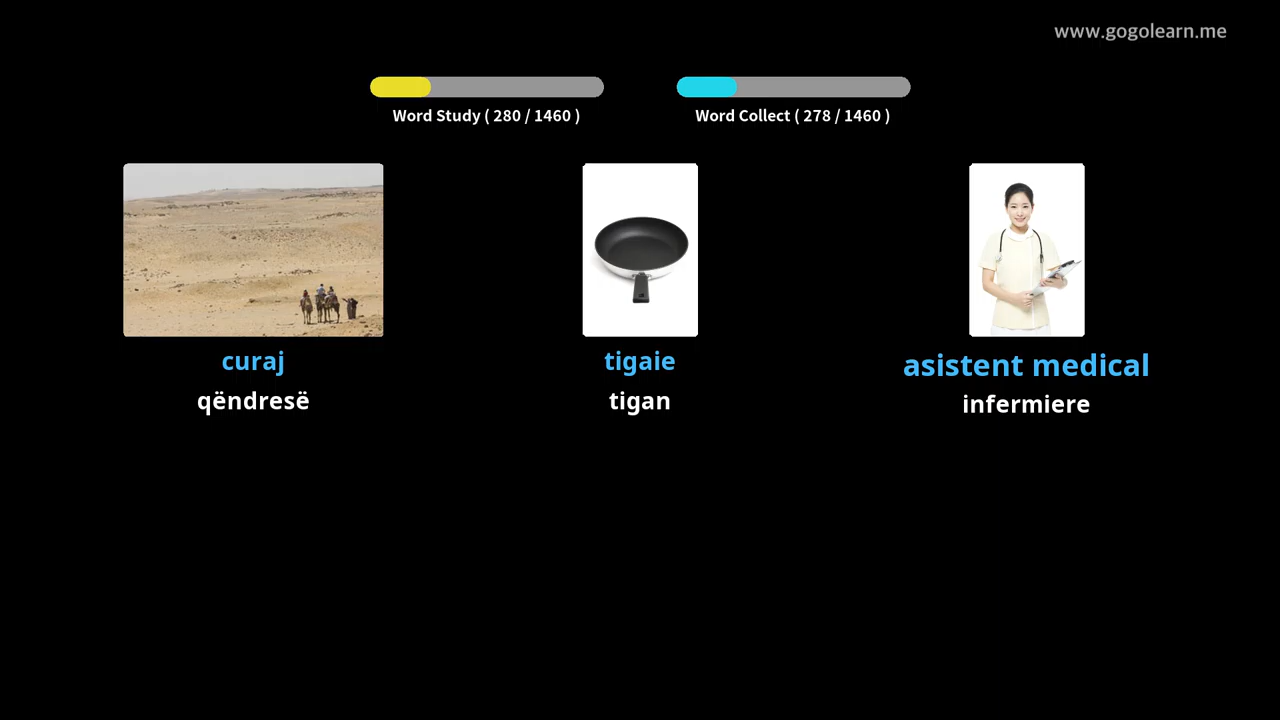 www.gogolearn.me
Word Study ( 280 / 1460 )
Word Collect ( 278 / 1460 )
curaj
qëndresë
tigaie
tigan
asistent medical
infermiere